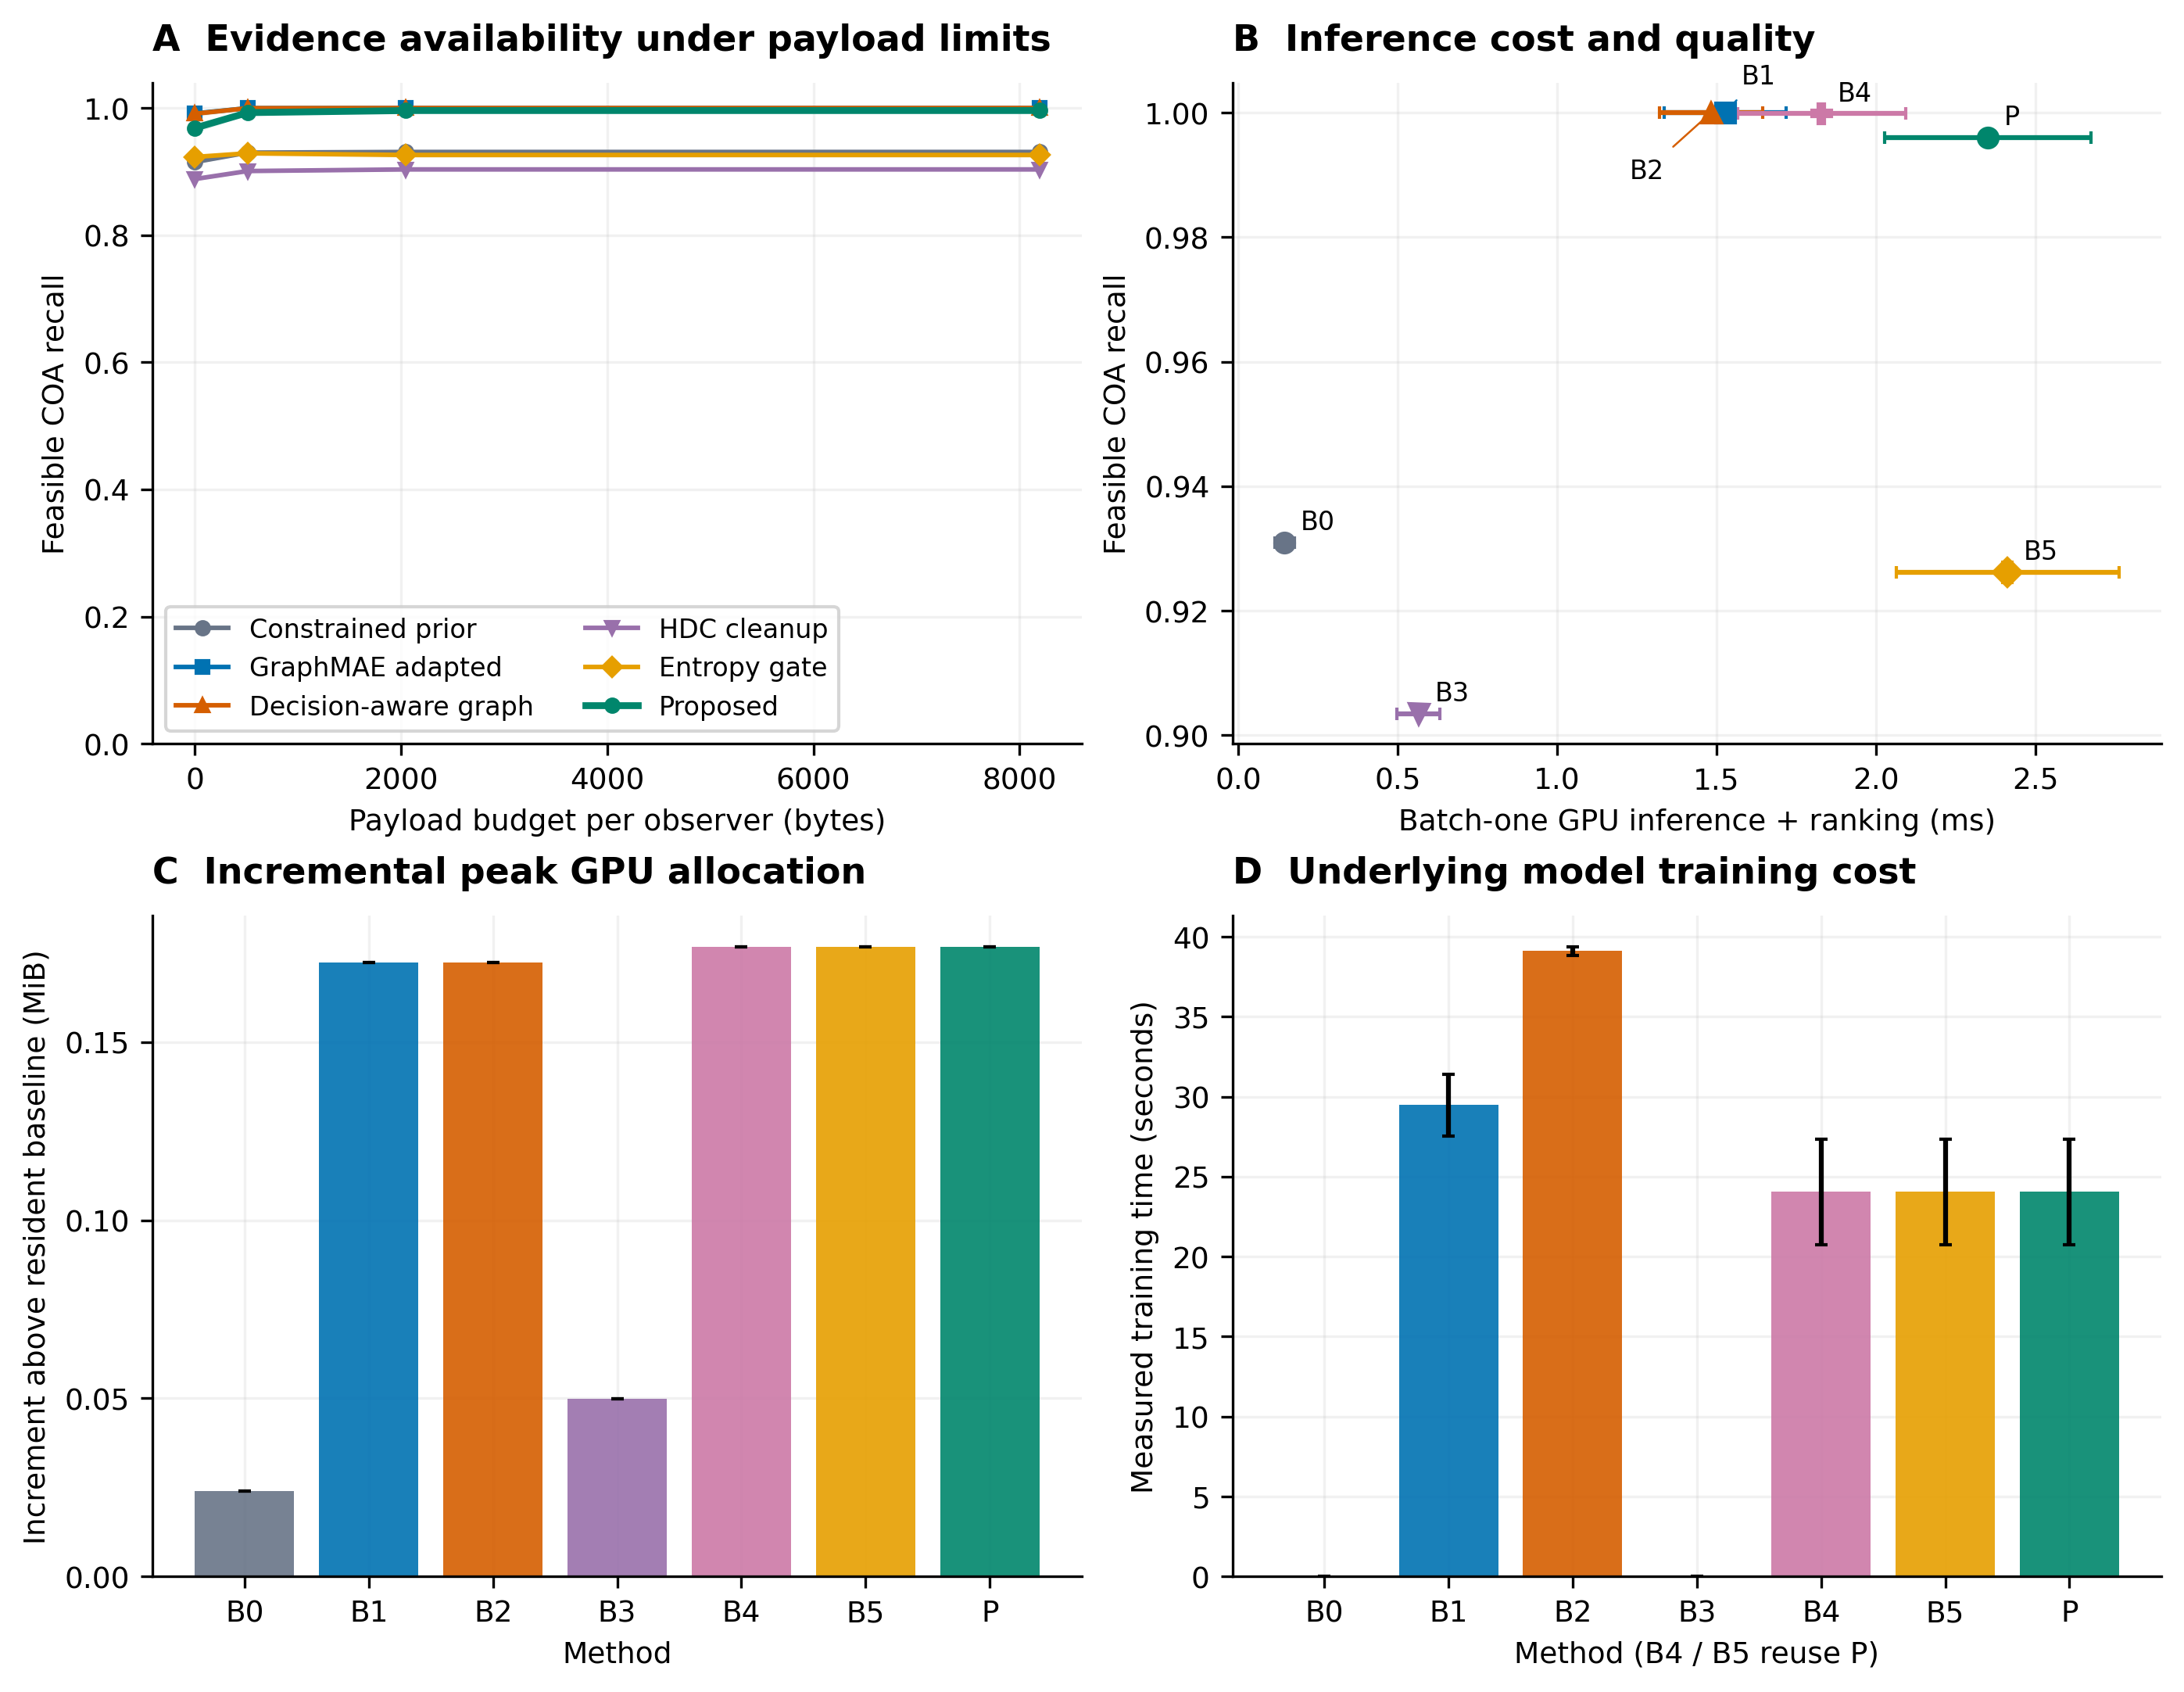 A Evidence availability under payload limits
Feasible COA recall
1.0
0.8
0.6
0.4
0.2
0.0
Constrained prior
GraphMAE adapted
Decision-aware graph
HDC cleanup
Entropy gate
Proposed
0 2000 4000 6000 8000
Payload budget per observer (bytes)
B Inference cost and quality
Feasible COA recall
1.00
0.98
0.96
0.94
0.92
0.90
B1
B4
P
B2
B0
B5
B3
0.0 0.5 1.0 1.5 2.0 2.5
Batch-one GPU inference + ranking (ms)
C Incremental peak GPU allocation
Increment above resident baseline (MiB)
0.15
0.10
0.05
0.00
B0 B1 B2 B3 B4 B5 P
Method
D Underlying model training cost
Measured training time (seconds)
40
35
30
25
20
15
10
5
0
B0 B1 B2 B3 B4 B5 P
Method (B4 / B5 reuse P)